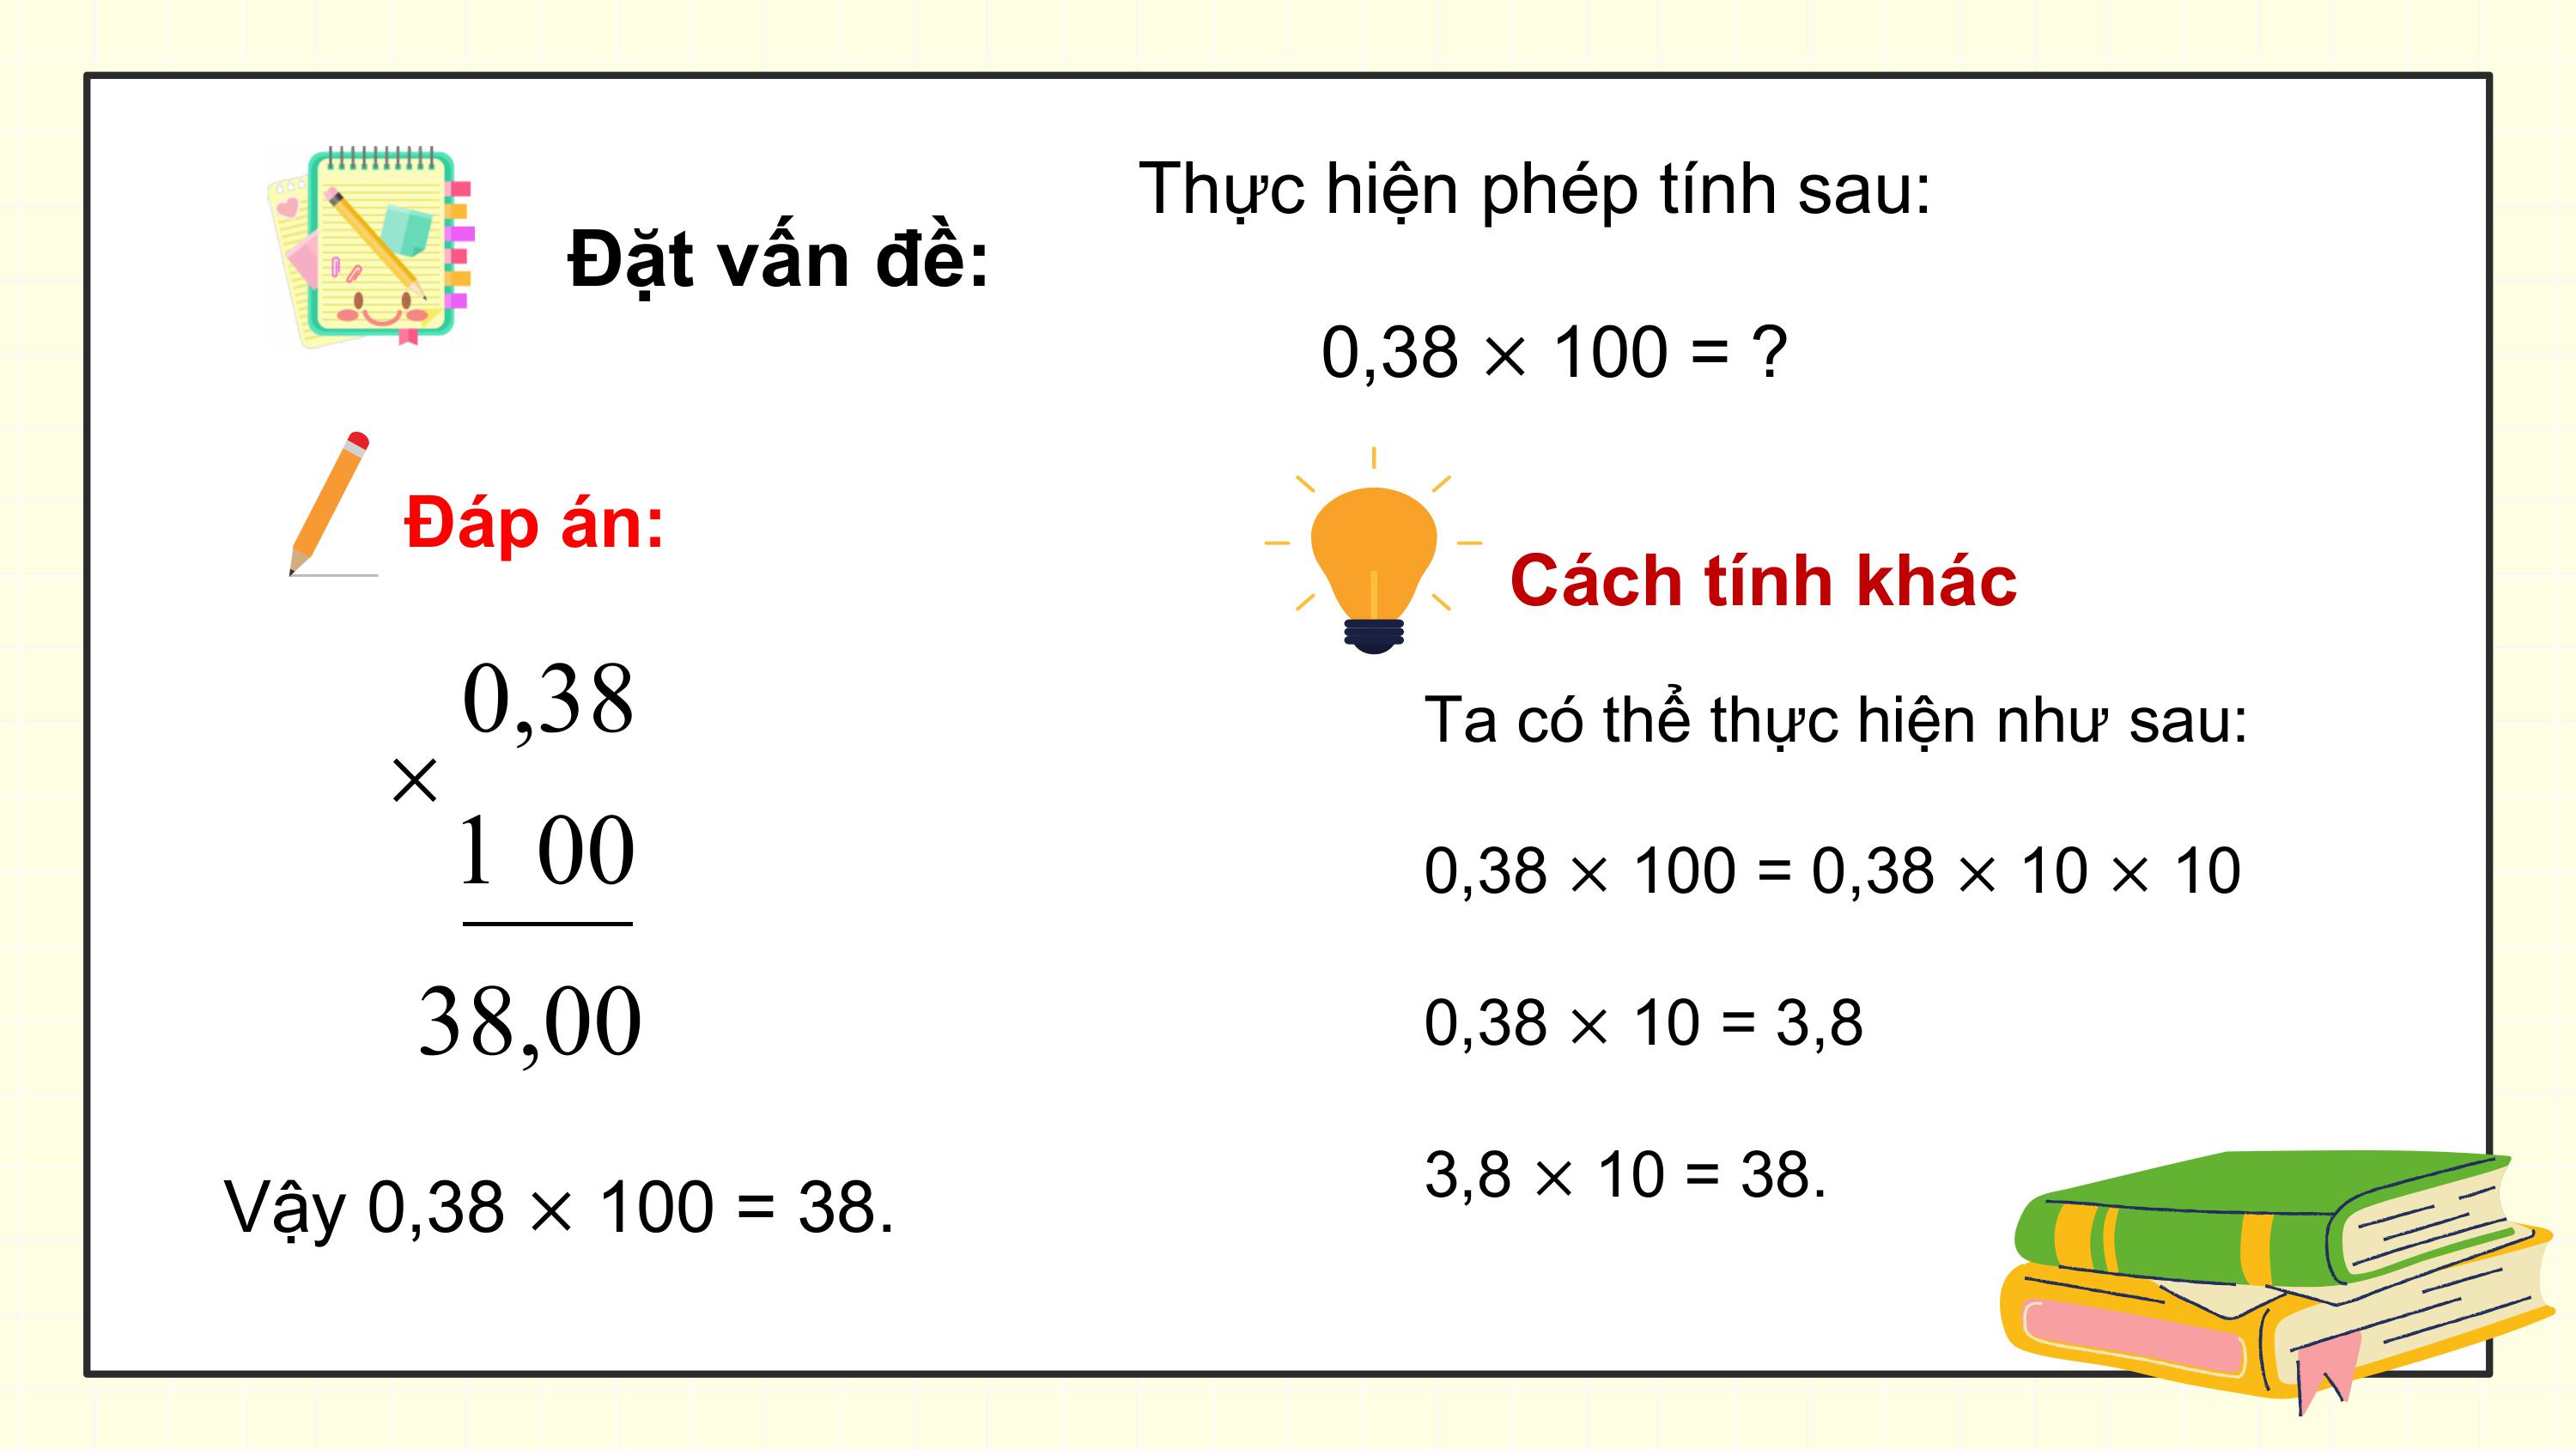 Đặt vấn đề:
Thực hiện phép tính sau:
0,38 × 100 = ?
Đáp án:
0,38
×
1 00
38,00
Vậy 0,38 × 100 = 38.
Cách tính khác
Ta có thể thực hiện như sau:
0,38 × 100 = 0,38 × 10 × 10
0,38 × 10 = 3,8
3,8 × 10 = 38.